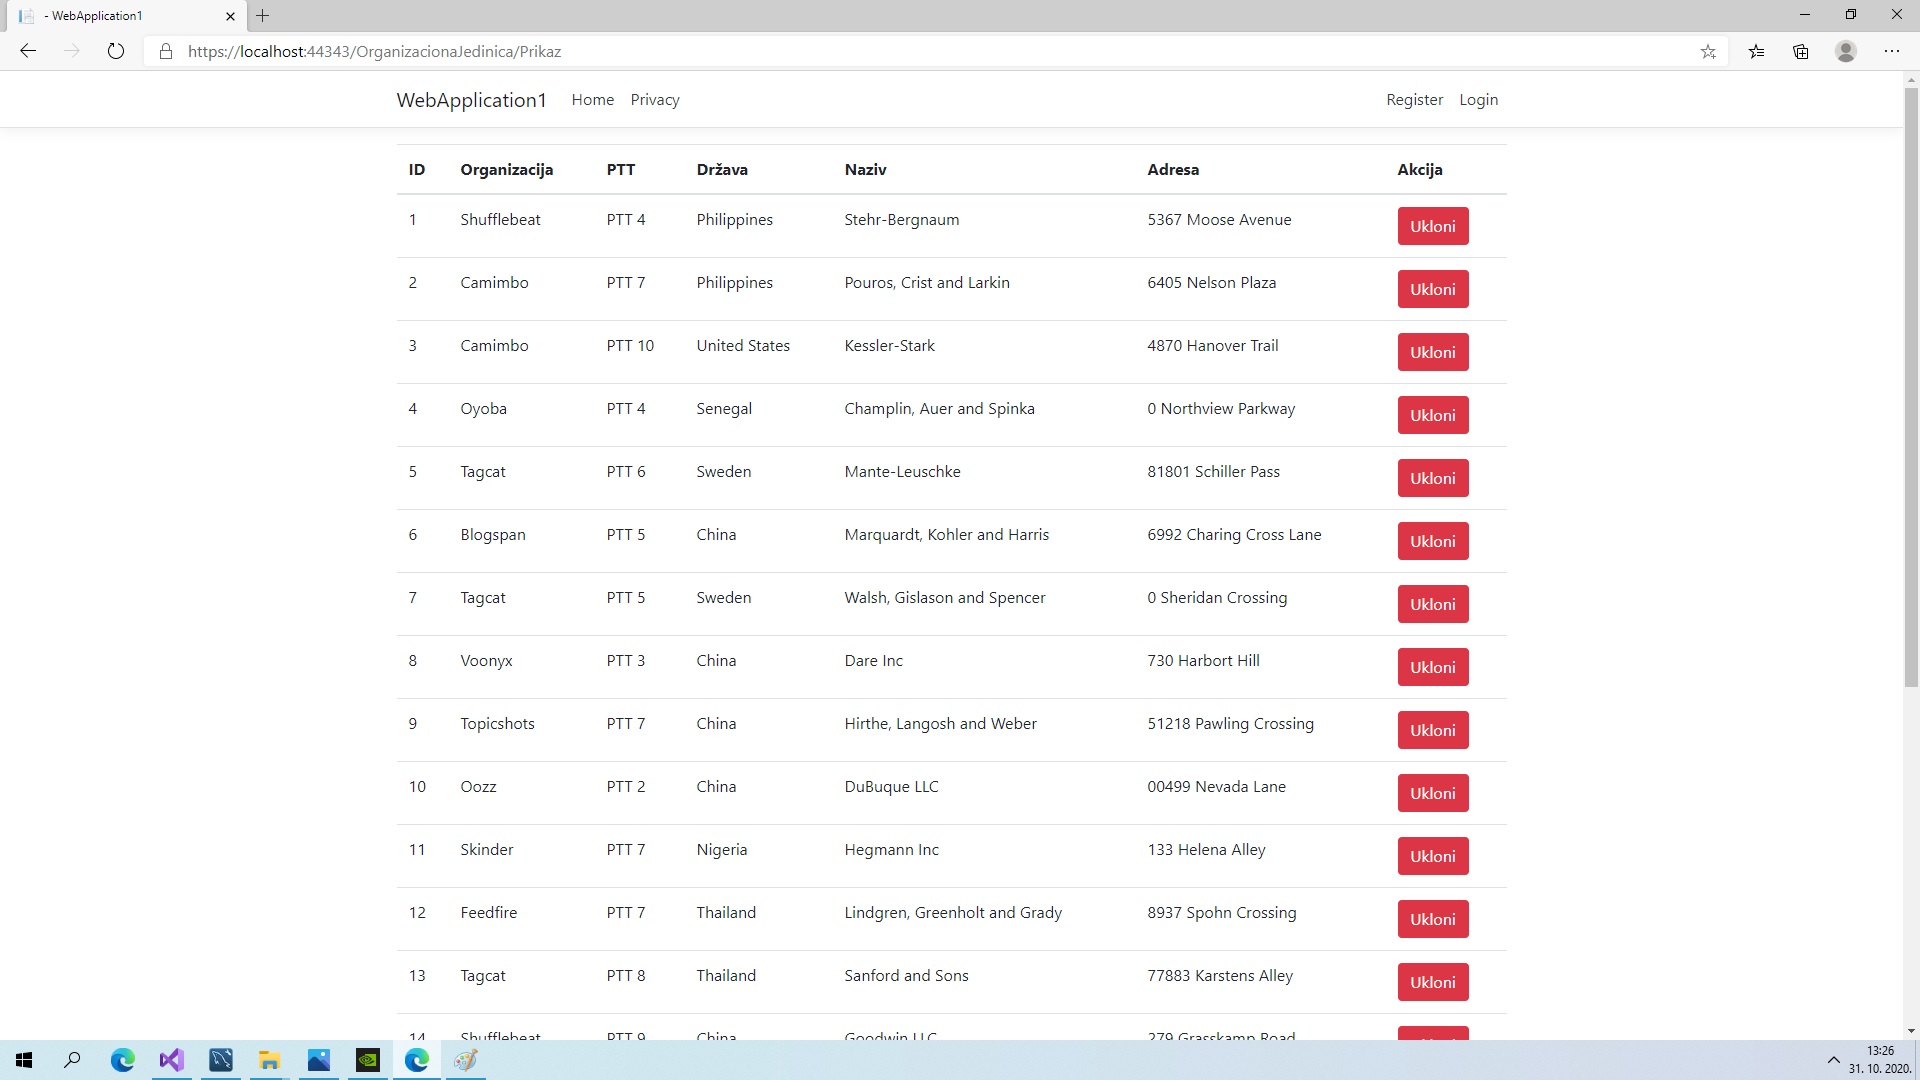 - WebApplication1
https://localhost:44343/OrganizacionaJedinica/Prikaz
WebApplication1 Home Privacy Register Login
ID Organizacija PTT Država Naziv Adresa Akcija
1 Shufflebeat PTT 4 Philippines Stehr-Bergnaum 5367 Moose Avenue Ukloni
2 Camimbo PTT 7 Philippines Pouros, Crist and Larkin 6405 Nelson Plaza Ukloni
3 Camimbo PTT 10 United States Kessler-Stark 4870 Hanover Trail Ukloni
4 Oyoba PTT 4 Senegal Champlin, Auer and Spinka 0 Northview Parkway Ukloni
5 Tagcat PTT 6 Sweden Mante-Leuschke 81801 Schiller Pass Ukloni
6 Blogspan PTT 5 China Marquardt, Kohler and Harris 6992 Charing Cross Lane Ukloni
7 Tagcat PTT 5 Sweden Walsh, Gislason and Spencer 0 Sheridan Crossing Ukloni
8 Voonyx PTT 3 China Dare Inc 730 Harbort Hill Ukloni
9 Topicshots PTT 7 China Hirthe, Langosh and Weber 51218 Pawling Crossing Ukloni
10 Oozz PTT 2 China DuBuque LLC 00499 Nevada Lane Ukloni
11 Skinder PTT 7 Nigeria Hegmann Inc 133 Helena Alley Ukloni
12 Feedfire PTT 7 Thailand Lindgren, Greenholt and Grady 8937 Spohn Crossing Ukloni
13 Tagcat PTT 8 Thailand Sanford and Sons 77883 Karstens Alley Ukloni
14 Shufflebeat PTT 9 China Goodwin LLC 279 Grasskamp Road
13:26
31. 10. 2020.